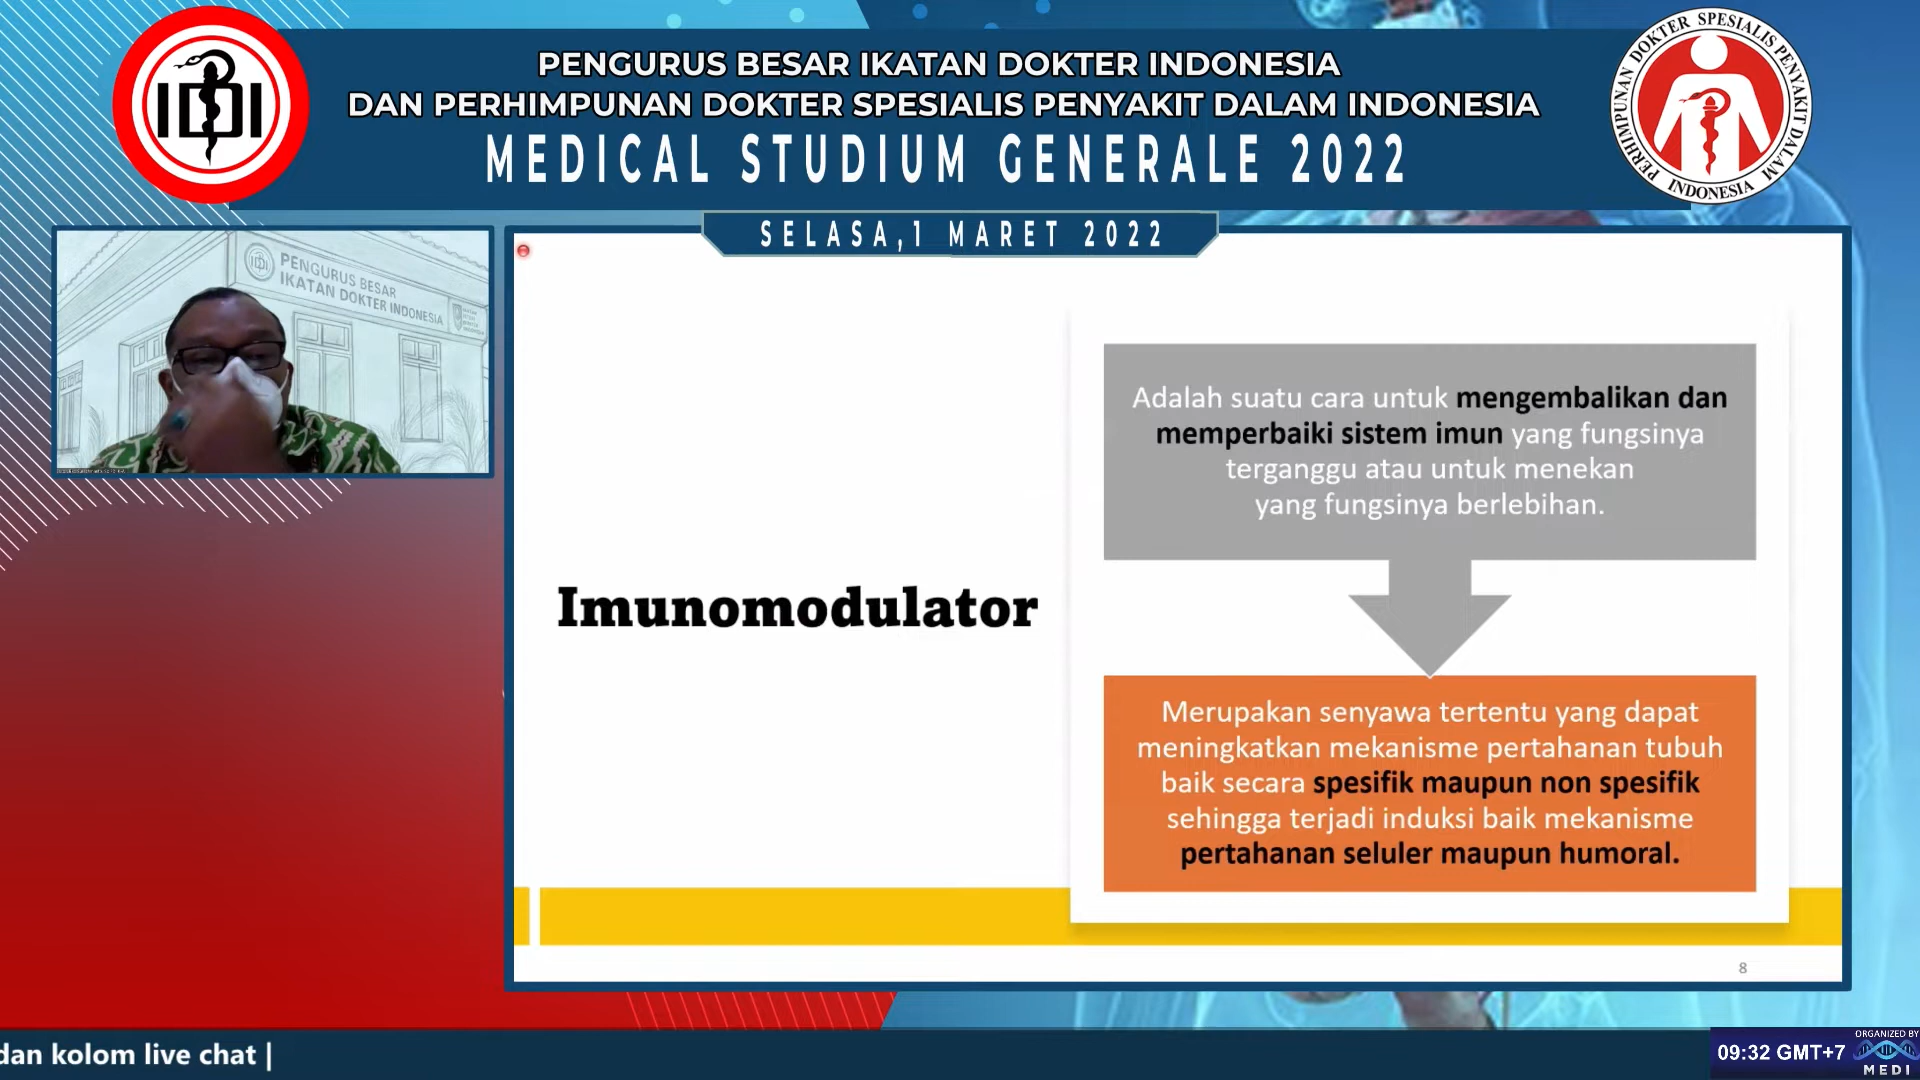 PENGURUS BESAR IKATAN DOKTER INDONESIA
DAN PERHIMPUNAN DOKTER SPESIALIS PENYAKIT DALAM INDONESIA
MEDICAL STUDIUM GENERALE 2022
SELASA,1 MARET 2022
IDI
PERHIMPUNAN DOKTER SPESIALIS PENYAKIT DALAM
INDONESIA
PENGURUS BESAR
IKATAN DOKTER INDONESIA
Imunomodulator
Adalah suatu cara untuk mengembalikan dan
memperbaiki sistem imun yang fungsinya
terganggu atau untuk menekan
yang fungsinya berlebihan.
Merupakan senyawa tertentu yang dapat
meningkatkan mekanisme pertahanan tubuh
baik secara spesifik maupun non spesifik
sehingga terjadi induksi baik mekanisme
pertahanan seluler maupun humoral.
8
dan kolom live chat |
09:32 GMT+7
ORGANIZED BY
MEDI